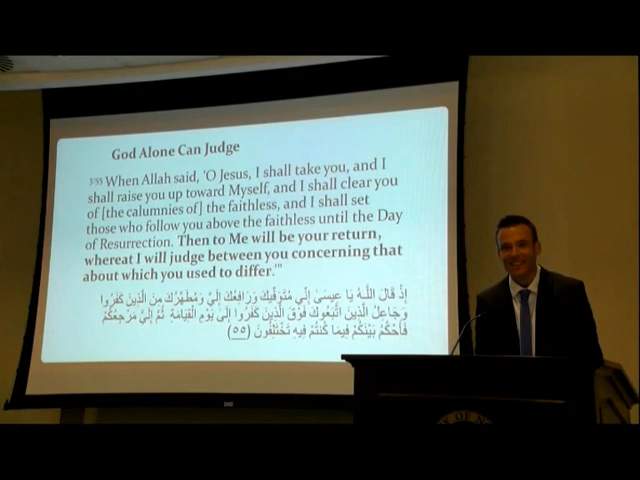 God Alone Can Judge
3:55 When Allah said, 'O Jesus, I shall take you, and I
shall raise you up toward Myself, and I shall clear you
of [the calumnies of] the faithless, and I shall set
those who follow you above the faithless until the Day
of Resurrection. Then to Me will be your return,
whereat I will judge between you concerning that
about which you used to differ.'"
إِذْ قَالَ اللَّـهُ يَا عِيسَىٰ إِنِّي مُتَوَفِّيكَ وَرَافِعُكَ إِلَيَّ وَمُطَهِّرُكَ مِنَ الَّذِينَ كَفَرُوا
وَجَاعِلُ الَّذِينَ اتَّبَعُوكَ فَوْقَ الَّذِينَ كَفَرُوا إِلَىٰ يَوْمِ الْقِيَامَةِ ثُمَّ إِلَيَّ مَرْجِعُكُمْ
فَأَحْكُمُ بَيْنَكُمْ فِيمَا كُنتُمْ فِيهِ تَخْتَلِفُونَ ﴿٥٥﴾